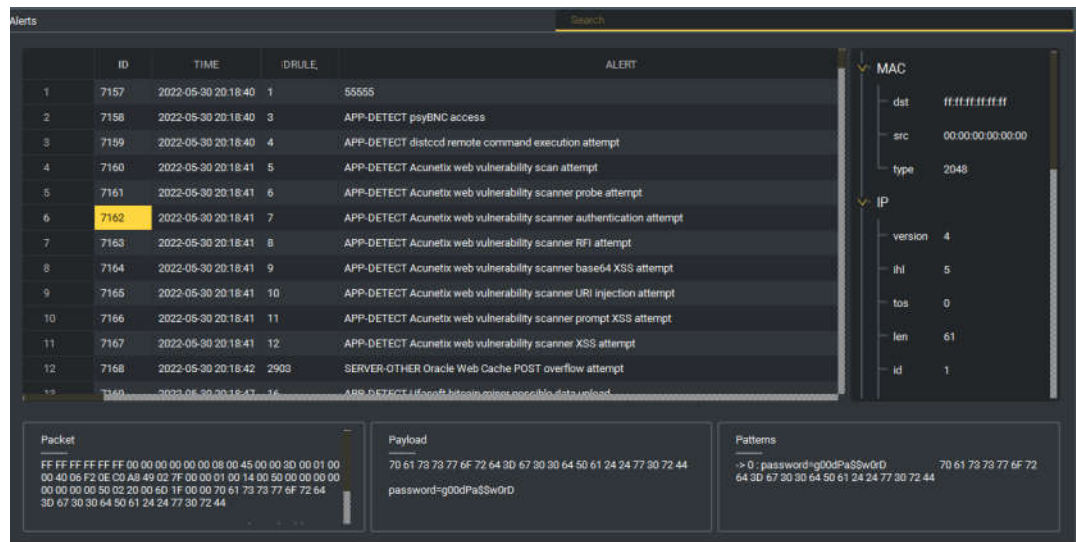 Alerts
Search
ID TIME DRULE_ ALERT
1 7157 2022-05-30 20:18:40 1 55555
2 7158 2022-05-30 20:18:40 3 APP-DETECT psyBNC access
3 7159 2022-05-30 20:18:40 4 APP-DETECT distccd remote command execution attempt
4 7160 2022-05-30 20:18:41 5 APP-DETECT Acunetix web vulnerability scan attempt
5 7161 2022-05-30 20:18:41 6 APP-DETECT Acunetix web vulnerability scanner probe attempt
6 7162 2022-05-30 20:18:41 7 APP-DETECT Acunetix web vulnerability scanner authentication attempt
7 7163 2022-05-30 20:18:41 8 APP-DETECT Acunetix web vulnerability scanner RFI attempt
8 7164 2022-05-30 20:18:41 9 APP-DETECT Acunetix web vulnerability scanner base64 XSS attempt
9 7165 2022-05-30 20:18:41 10 APP-DETECT Acunetix web vulnerability scanner URI injection attempt
10 7166 2022-05-30 20:18:41 11 APP-DETECT Acunetix web vulnerability scanner prompt XSS attempt
11 7167 2022-05-30 20:18:41 12 APP-DETECT Acunetix web vulnerability scanner XSS attempt
12 7168 2022-05-30 20:18:42 2903 SERVER-OTHER Oracle Web Cache POST overflow attempt
13 7169 2022-05-30 20:18:47 16 APP-DETECT Ufasoft bitcoin miner possible data upload
MAC
dst ff:ff:ff:ff:ff:ff
src 00:00:00:00:00:00
type 2048
IP
version 4
ihl 5
tos 0
len 61
id 1
Packet
FF FF FF FF FF FF 00 00 00 00 00 00 08 00 45 00 00 3D 00 01 00
00 40 06 F2 0E C0 A8 49 02 7F 00 00 01 00 14 00 50 00 00 00 00
00 00 00 00 50 02 20 00 6D 1F 00 00 70 61 73 73 77 6F 72 64
3D 67 30 30 64 50 61 24 24 77 30 72 44
Payload
70 61 73 73 77 6F 72 64 3D 67 30 30 64 50 61 24 24 77 30 72 44
password=g00dPa$$w0rD
Patterns
-> 0 : password=g00dPa$$w0rD 70 61 73 73 77 6F 72
64 3D 67 30 30 64 50 61 24 24 77 30 72 44